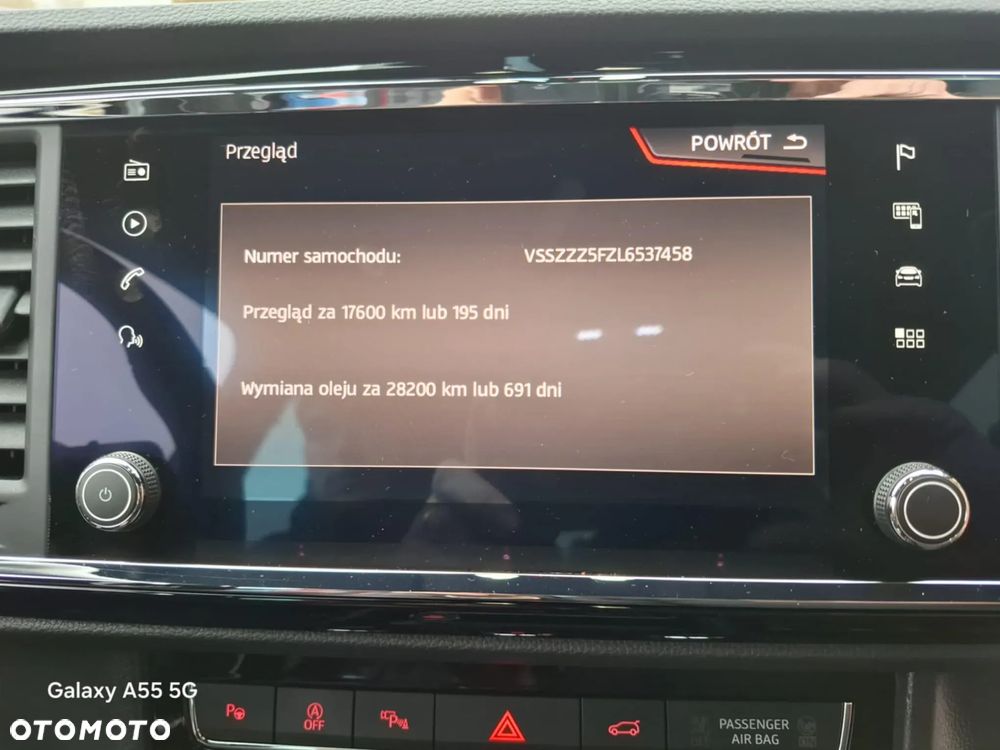 Przegląd
POWRÓT
Numer samochodu: VSSZZZ5FZL6537458
Przegląd za 17600 km lub 195 dni
Wymiana oleju za 28200 km lub 691 dni
Galaxy A55 5G
OTOMOTO
P
A
OFF
P
PASSENGER
AIR BAG